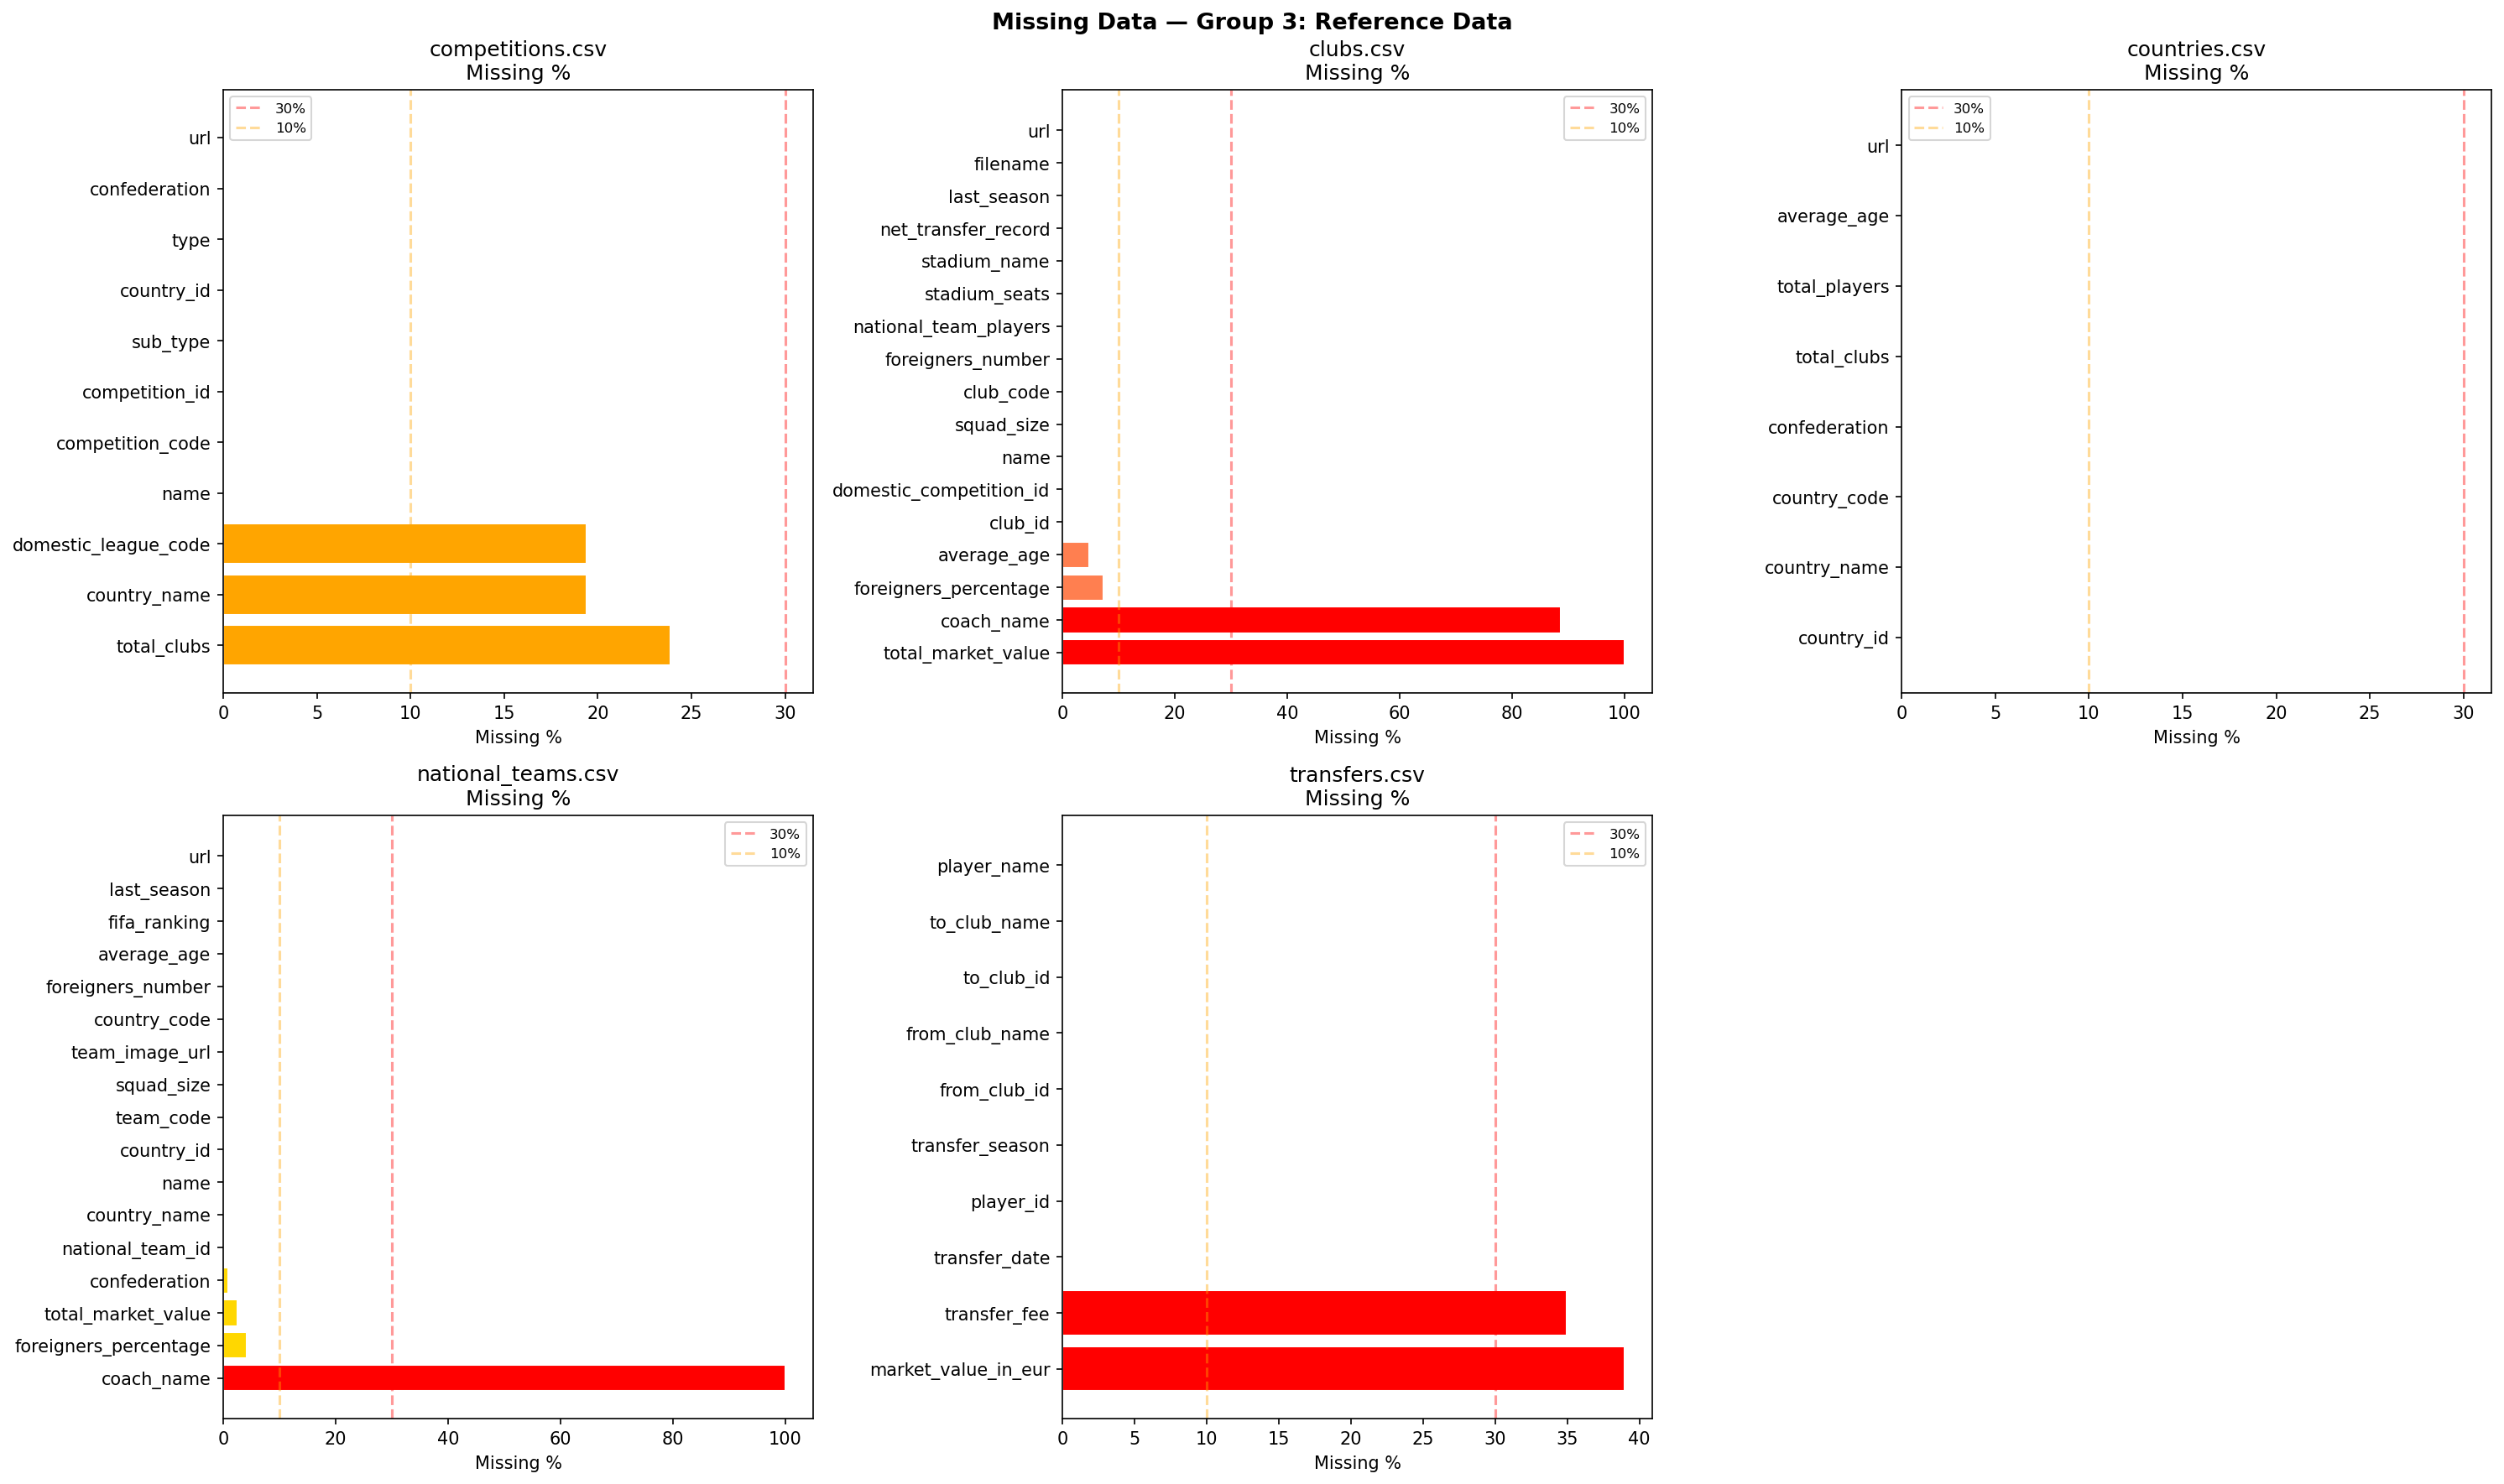 Missing Data — Group 3: Reference Data
competitions.csv
Missing %
30%
10%
url
confederation
type
country_id
sub_type
competition_id
competition_code
name
domestic_league_code
country_name
total_clubs
0 5 10 15 20 25 30
Missing %
clubs.csv
Missing %
30%
10%
url
filename
last_season
net_transfer_record
stadium_name
stadium_seats
national_team_players
foreigners_number
club_code
squad_size
name
domestic_competition_id
club_id
average_age
foreigners_percentage
coach_name
total_market_value
0 20 40 60 80 100
Missing %
countries.csv
Missing %
30%
10%
url
average_age
total_players
total_clubs
confederation
country_code
country_name
country_id
0 5 10 15 20 25 30
Missing %
national_teams.csv
Missing %
30%
10%
url
last_season
fifa_ranking
average_age
foreigners_number
country_code
team_image_url
squad_size
team_code
country_id
name
country_name
national_team_id
confederation
total_market_value
foreigners_percentage
coach_name
0 20 40 60 80 100
Missing %
transfers.csv
Missing %
30%
10%
player_name
to_club_name
to_club_id
from_club_name
from_club_id
transfer_season
player_id
transfer_date
transfer_fee
market_value_in_eur
0 5 10 15 20 25 30 35 40
Missing %